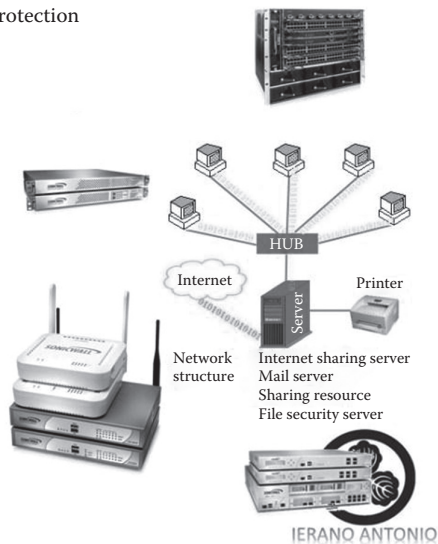 rotection
HUB
Internet
Server
Printer
Network
structure
Internet sharing server
Mail server
Sharing resource
File security server
SONICWALL
IERANO ANTONIO